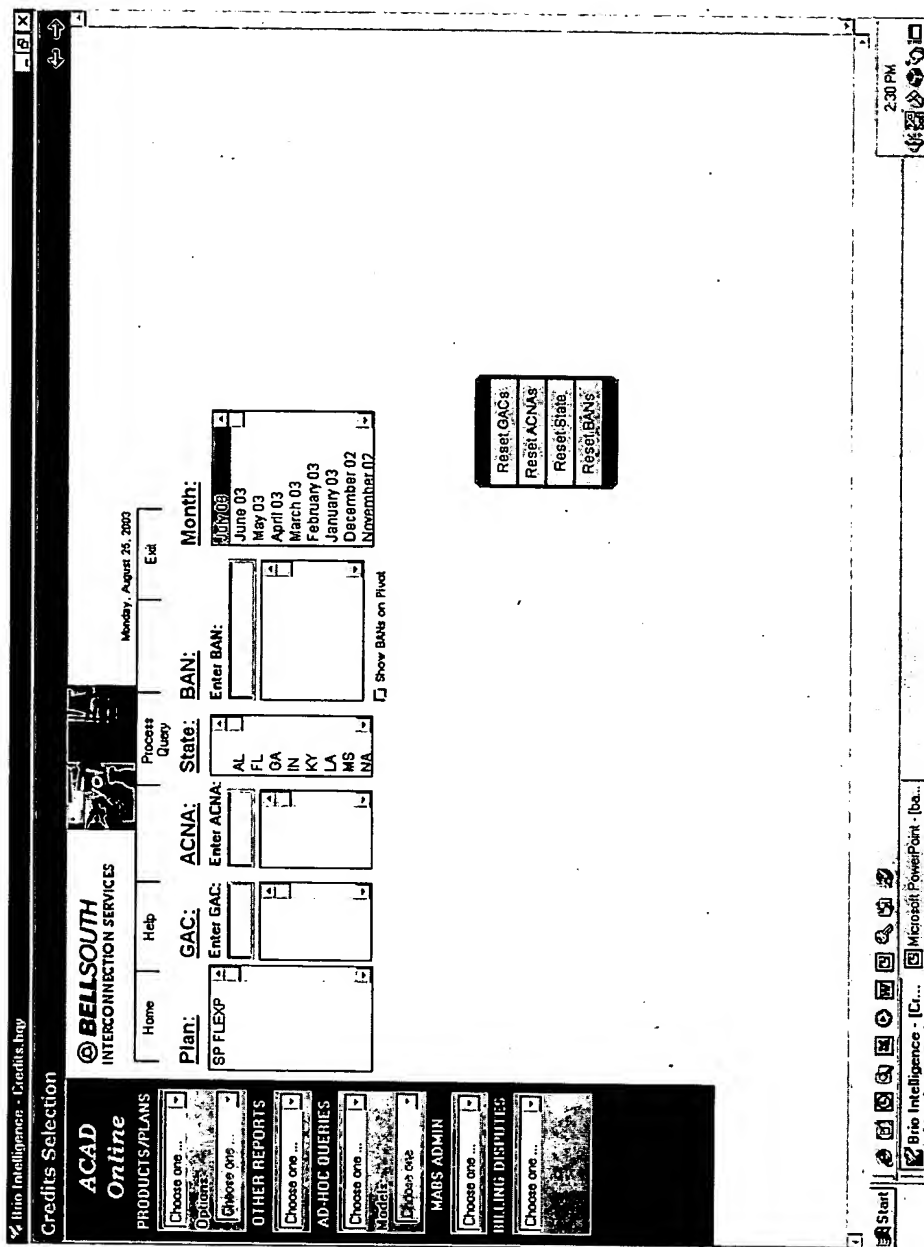 Brio Intelligence - Credits.bqy
Credits Selection
ACAD
Online
PRODUCTS/PLANS
Choose one ...
Options:
Choose one
OTHER REPORTS
Choose one ...
AD-HOC QUERIES
Choose one ...
Models:
Choose one
MABS ADMIN
Choose one ...
BILLING DISPUTES
Choose one ...
BELLSOUTH
INTERCONNECTION SERVICES
Monday, August 25, 2003
Home
Help
Process
Query
Exit
Plan:
SP FLEXP
GAC:
Enter GAC:
ACNA:
Enter ACNA:
State:
AL
FL
GA
IN
KY
LA
MS
NA
BAN:
Enter BAN:
Show BANs on Pivot
Month:
July 03
June 03
May 03
April 03
March 03
February 03
January 03
December 02
November 02
Reset GACs
Reset ACNAs
Reset State
Reset BANs
Start
Brio Intelligence - [Cr...
Microsoft PowerPoint - [ba...
2:30 PM